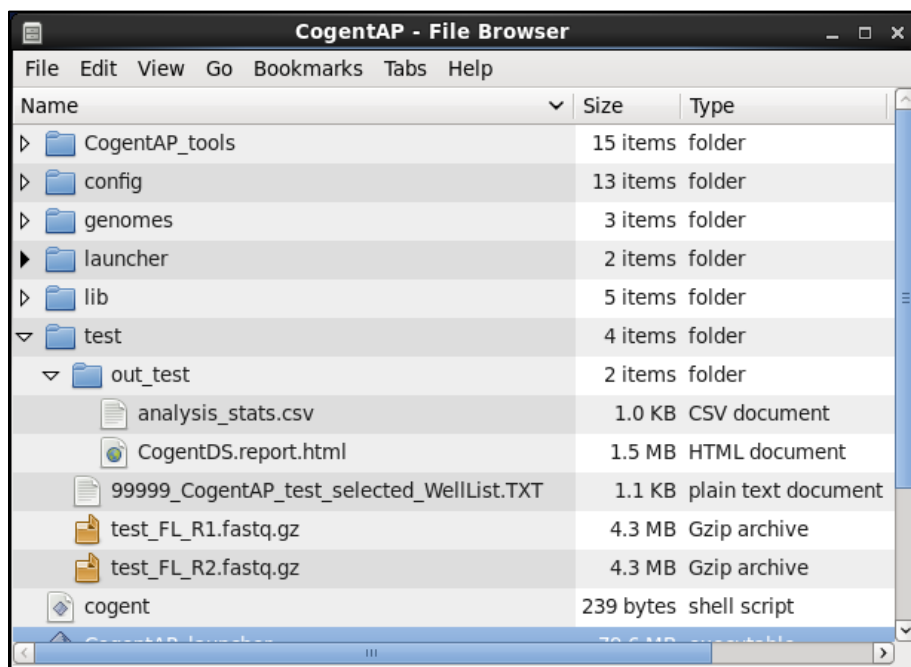 CogentAP - File Browser
File Edit View Go Bookmarks Tabs Help
Name Size Type
CogentAP_tools 15 items folder
config 13 items folder
genomes 3 items folder
launcher 2 items folder
lib 5 items folder
test 4 items folder
out_test 2 items folder
analysis_stats.csv 1.0 KB CSV document
CogentDS.report.html 1.5 MB HTML document
99999_CogentAP_test_selected_WellList.TXT 1.1 KB plain text document
test_FL_R1.fastq.gz 4.3 MB Gzip archive
test_FL_R2.fastq.gz 4.3 MB Gzip archive
cogent 239 bytes shell script
CogentAP_launcher executable